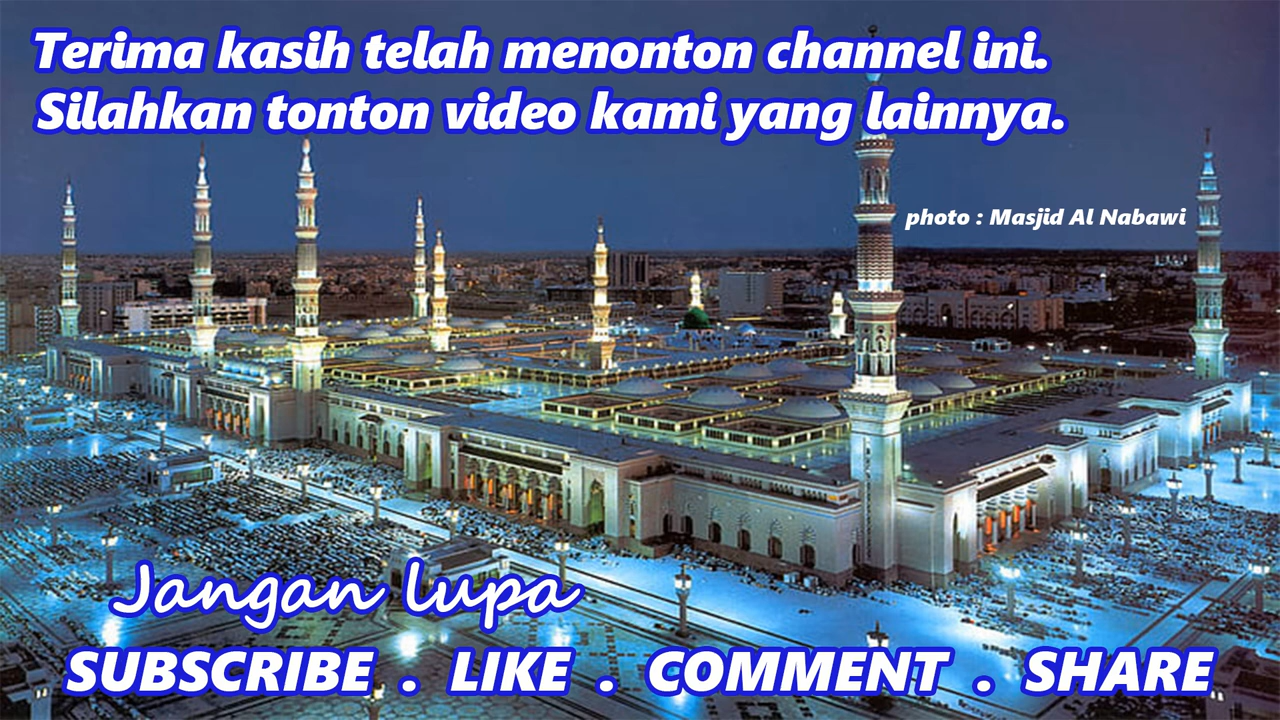 Terima kasih telah menonton channel ini.
Silahkan tonton video kami yang lainnya.
photo : Masjid Al Nabawi
Jangan lupa
SUBSCRIBE . LIKE . COMMENT . SHARE